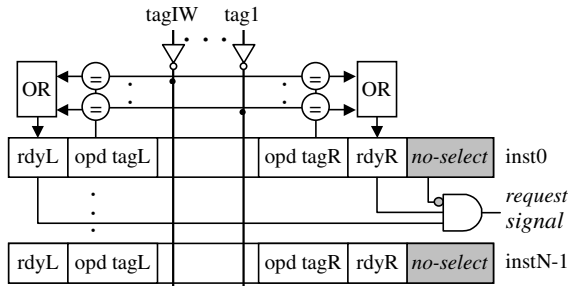 tagIW tag1
OR = = OR
= =
rdyL opd tagL opd tagR rdyR no-select inst0
request
signal
rdyL opd tagL opd tagR rdyR no-select instN-1